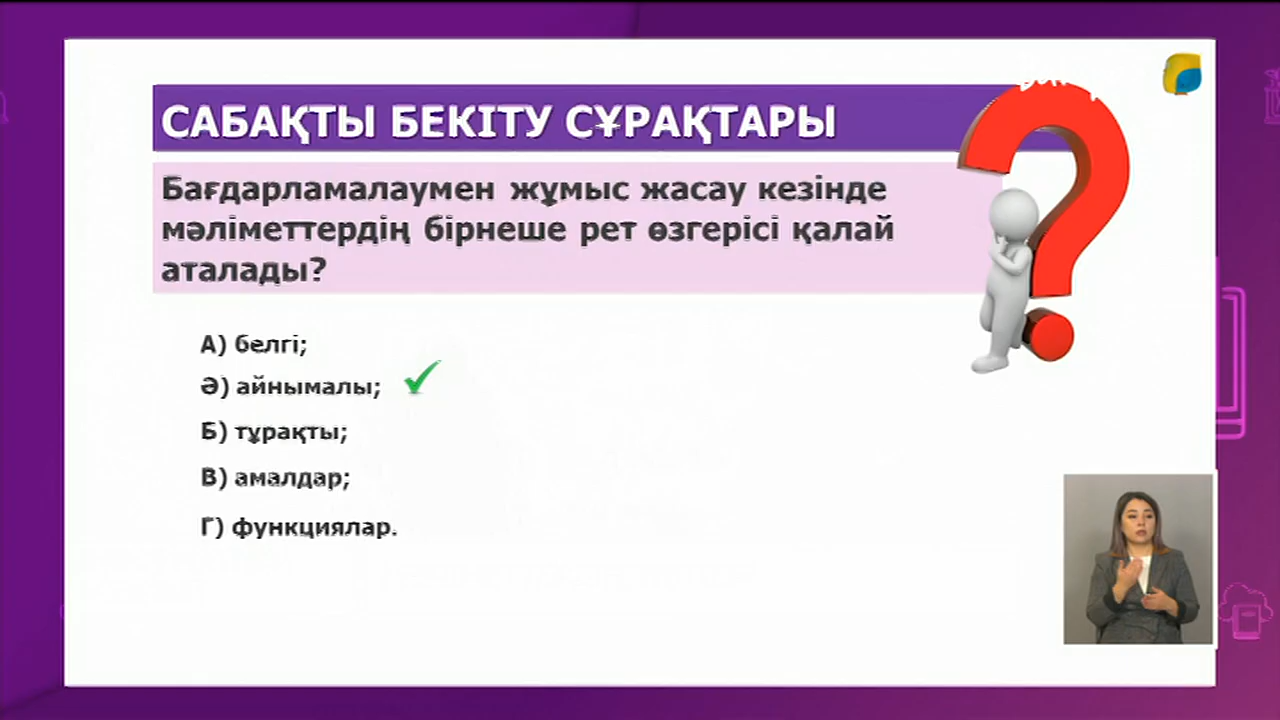 САБАҚТЫ БЕКІТУ СҰРАҚТАРЫ
Бағдарламалаумен жұмыс жасау кезінде
мәліметтердің бірнеше рет өзгерісі қалай
аталады?
А) белгі;
Ә) айнымалы;
Б) тұрақты;
В) амалдар;
Г) функциялар.